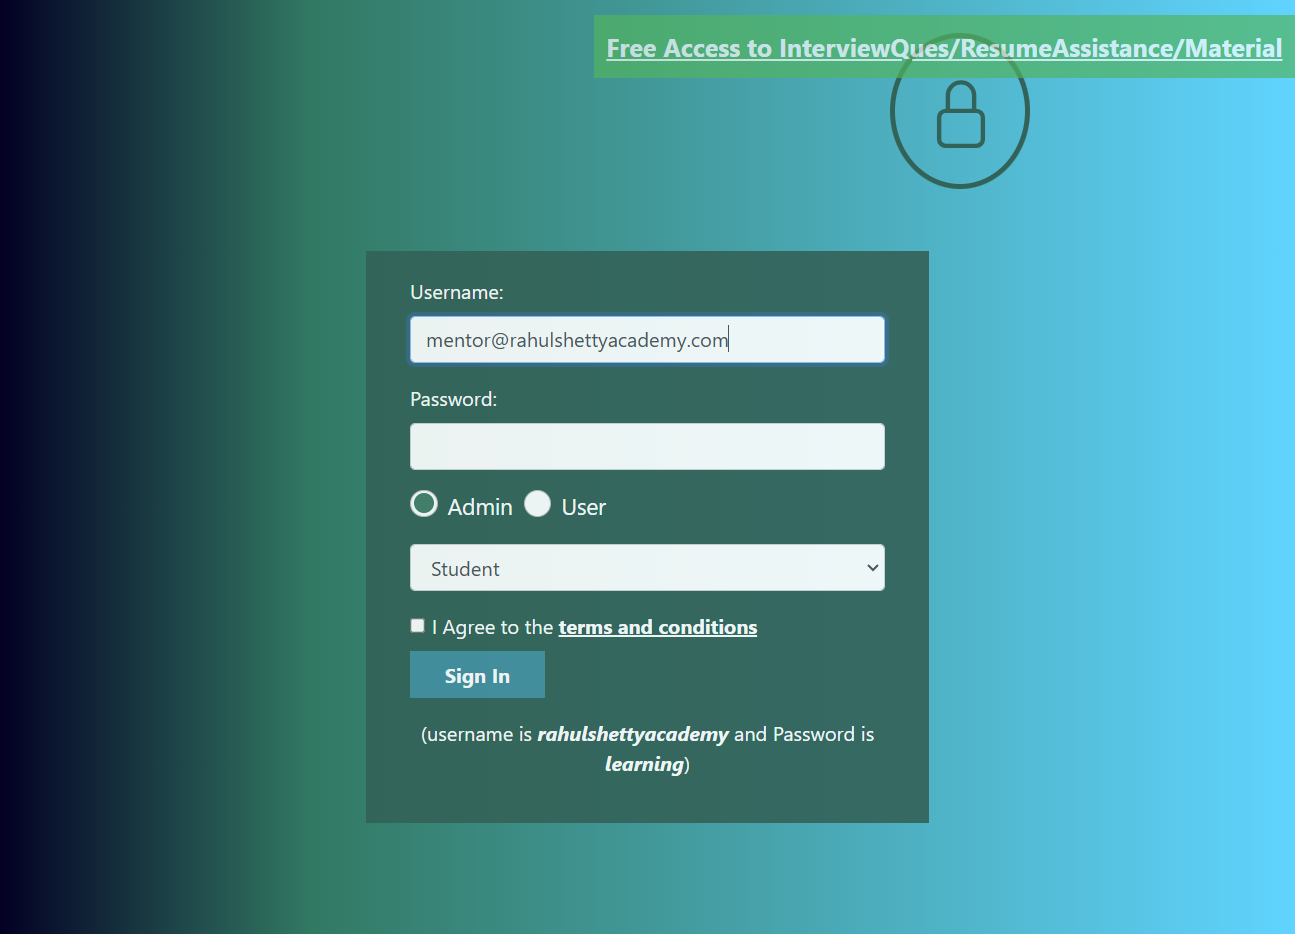 Free Access to InterviewQues/ResumeAssistance/Material
Username:
mentor@rahulshettyacademy.com
Password:
Admin User
Student
I Agree to the terms and conditions
Sign In
(username is rahulshettyacademy and Password is
learning)